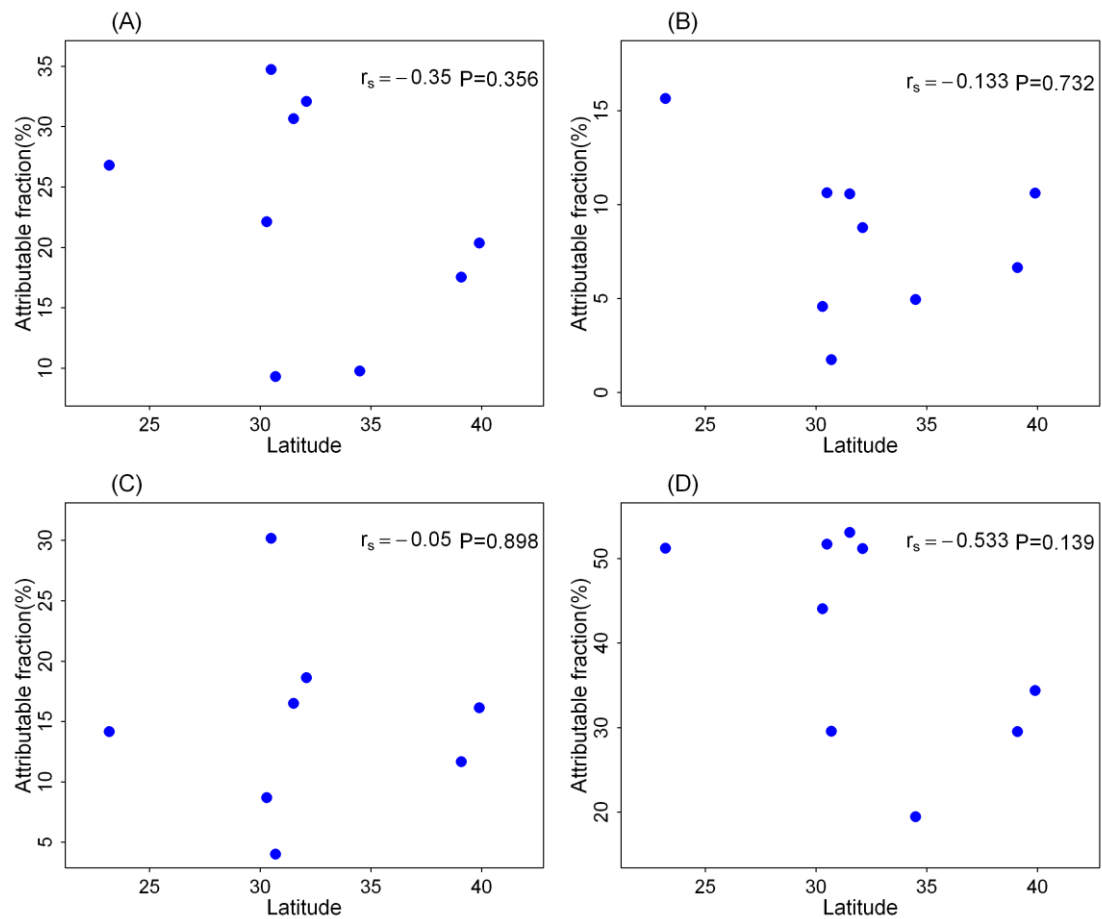 (A)
rs = −0.35 P=0.356
Attributable fraction(%)
35
30
25
20
15
10
25
30
35
40
Latitude
(B)
rs = −0.133 P=0.732
Attributable fraction(%)
15
10
5
0
25
30
35
40
Latitude
(C)
rs = −0.05 P=0.898
Attributable fraction(%)
30
25
20
15
10
5
25
30
35
40
Latitude
(D)
rs = −0.533 P=0.139
Attributable fraction(%)
50
40
30
20
25
30
35
40
Latitude